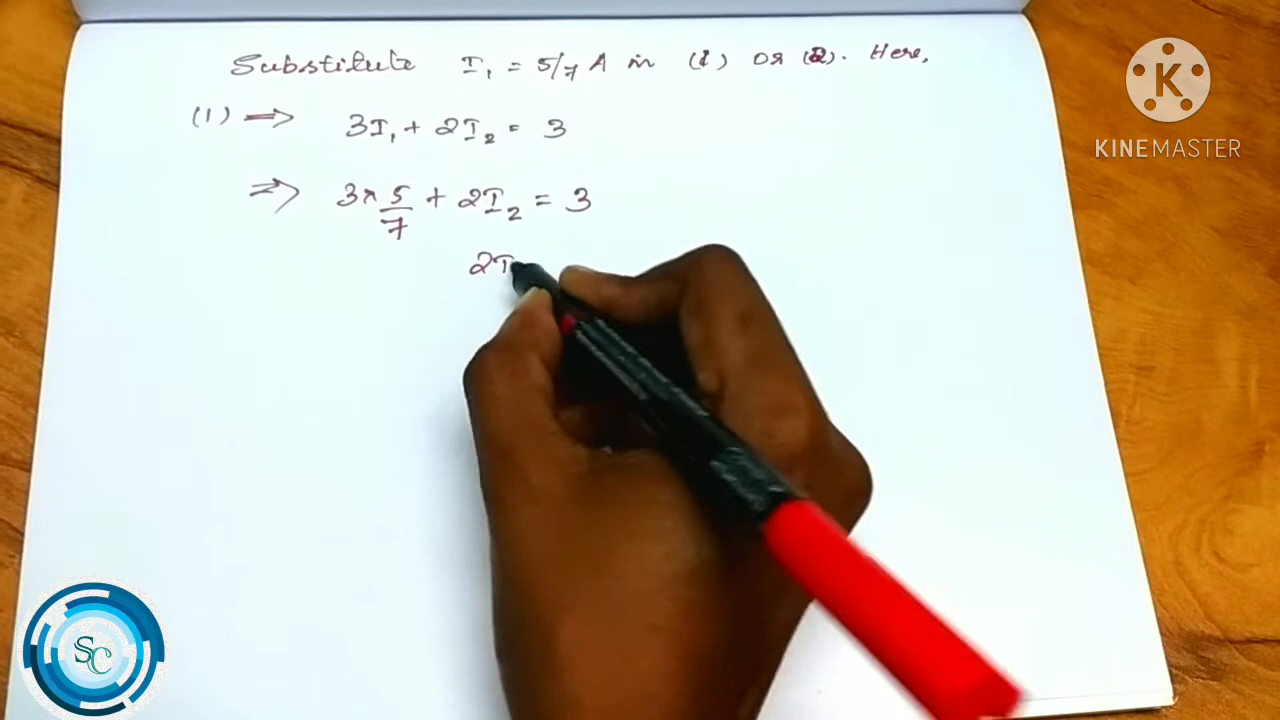 Substitute I₁ = 5/7 A in (1) or (2). Here,
(1) ⇒ 3I₁ + 2I₂ = 3
⇒ 3 × 5/7 + 2I₂ = 3
2I
K
KINEMASTER
SC